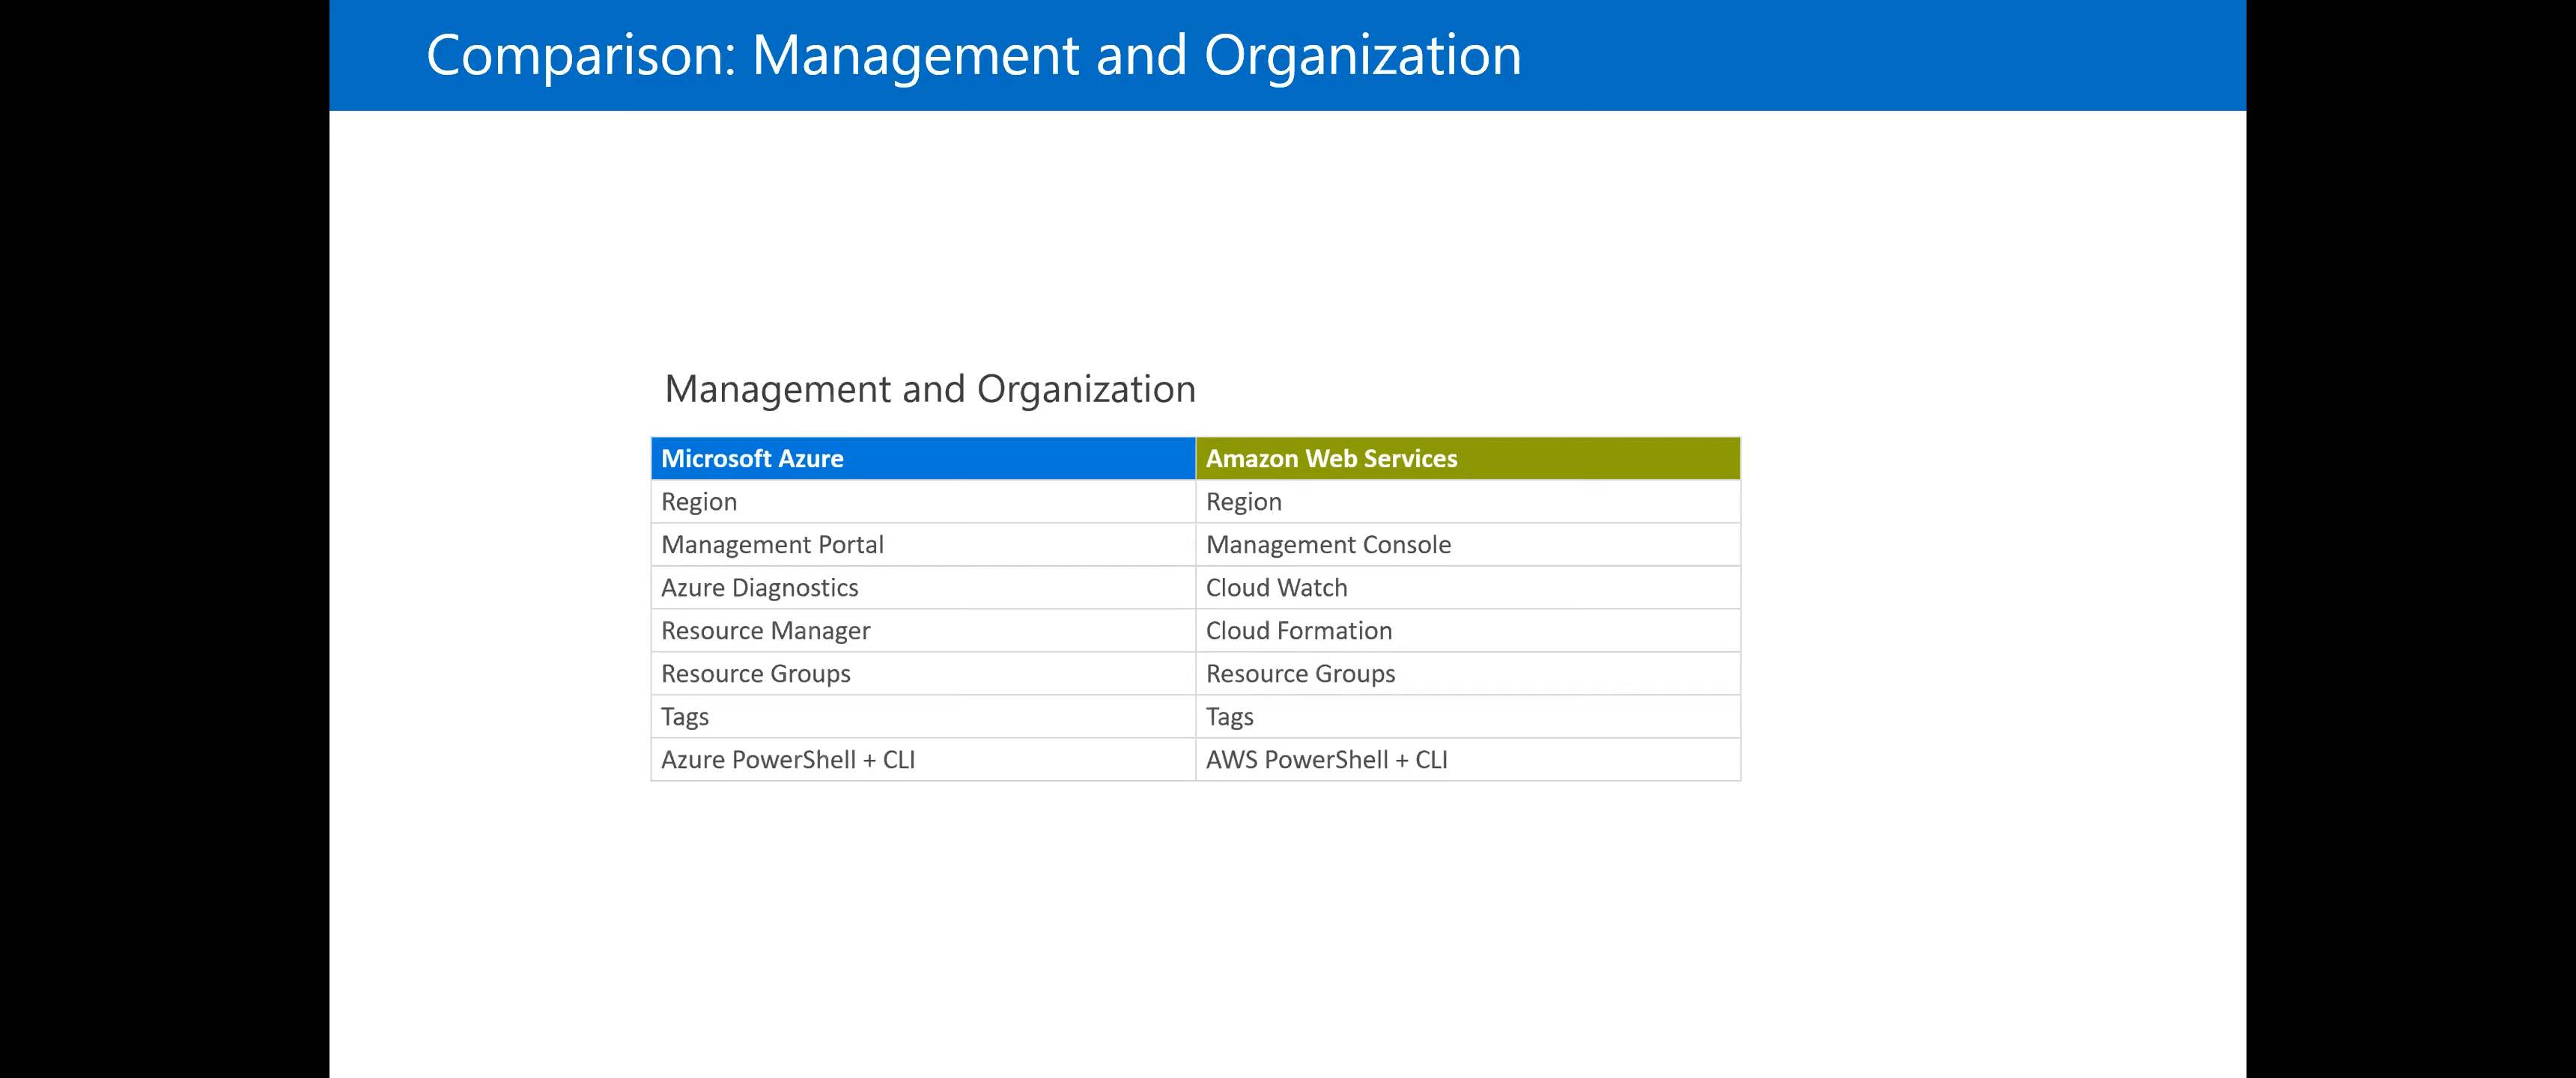 Comparison: Management and Organization
Management and Organization
Microsoft Azure Amazon Web Services
Region Region
Management Portal Management Console
Azure Diagnostics Cloud Watch
Resource Manager Cloud Formation
Resource Groups Resource Groups
Tags Tags
Azure PowerShell + CLI AWS PowerShell + CLI